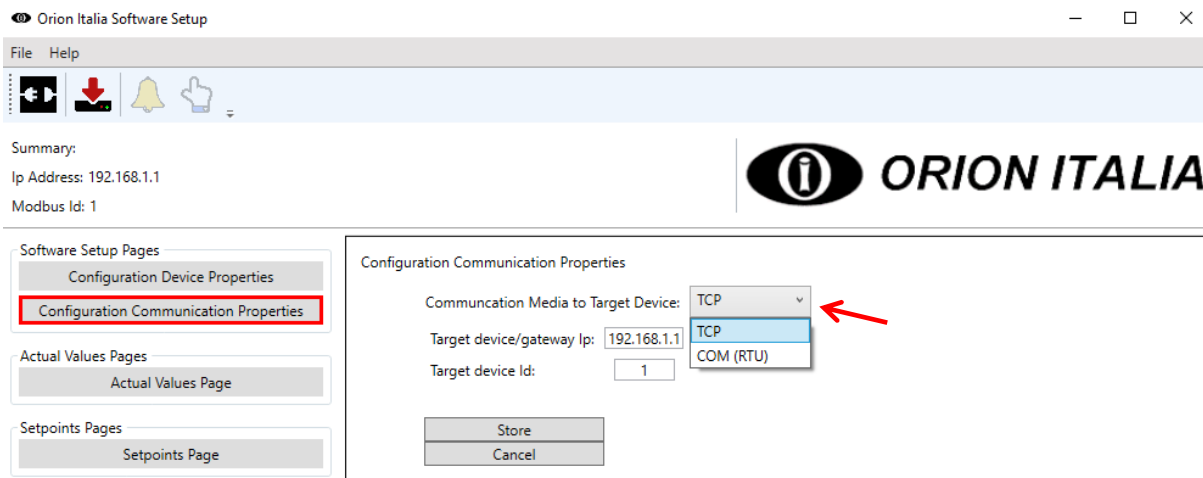 Orion Italia Software Setup
File Help
Summary:
Ip Address: 192.168.1.1
Modbus Id: 1
ORION ITALIA
Software Setup Pages
Configuration Device Properties
Configuration Communication Properties
Actual Values Pages
Actual Values Page
Setpoints Pages
Setpoints Page
Configuration Communication Properties
Communcation Media to Target Device: TCP
TCP
COM (RTU)
Target device/gateway Ip: 192.168.1.1
Target device Id: 1
Store
Cancel